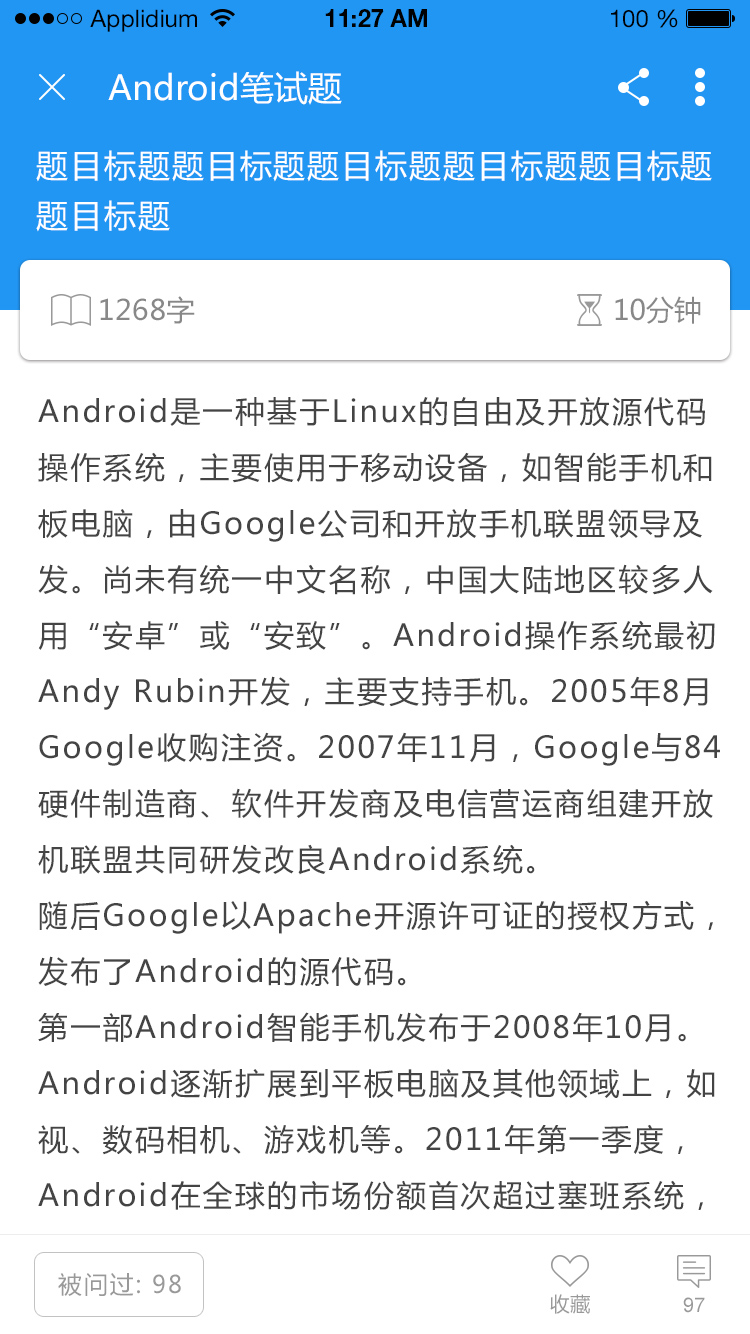 Applidium 11:27 AM 100 %
Android笔试题
题目标题题目标题题目标题题目标题题目标题
题目标题
1268字 10分钟
Android是一种基于Linux的自由及开放源代码
操作系统，主要使用于移动设备，如智能手机和
板电脑，由Google公司和开放手机联盟领导及
发。尚未有统一中文名称，中国大陆地区较多人
用“安卓”或“安致”。Android操作系统最初
Andy Rubin开发，主要支持手机。2005年8月
Google收购注资。2007年11月，Google与84
硬件制造商、软件开发商及电信营运商组建开放
机联盟共同研发改良Android系统。
随后Google以Apache开源许可证的授权方式，
发布了Android的源代码。
第一部Android智能手机发布于2008年10月。
Android逐渐扩展到平板电脑及其他领域上，如
视、数码相机、游戏机等。2011年第一季度，
Android在全球的市场份额首次超过塞班系统，
被问过: 98
收藏
97